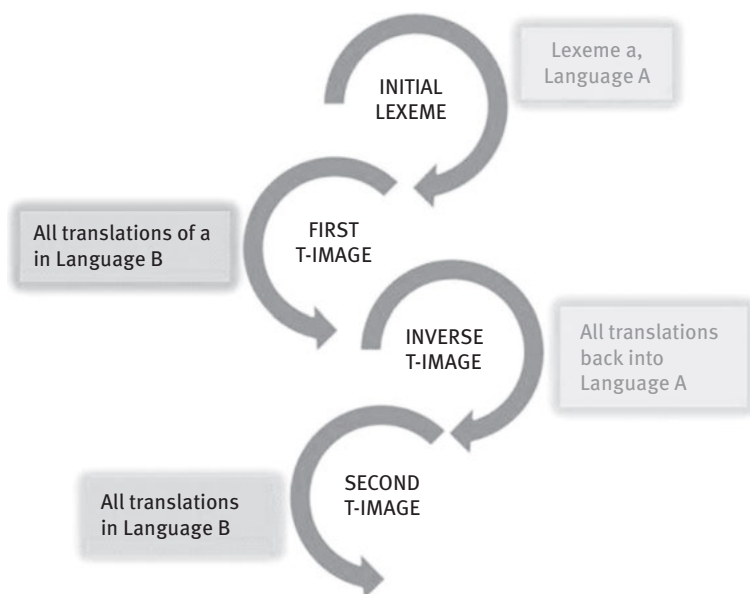 INITIAL
LEXEME
Lexeme a,
Language A
All translations of a
in Language B
FIRST
T-IMAGE
INVERSE
T-IMAGE
All translations
back into
Language A
All translations
in Language B
SECOND
T-IMAGE